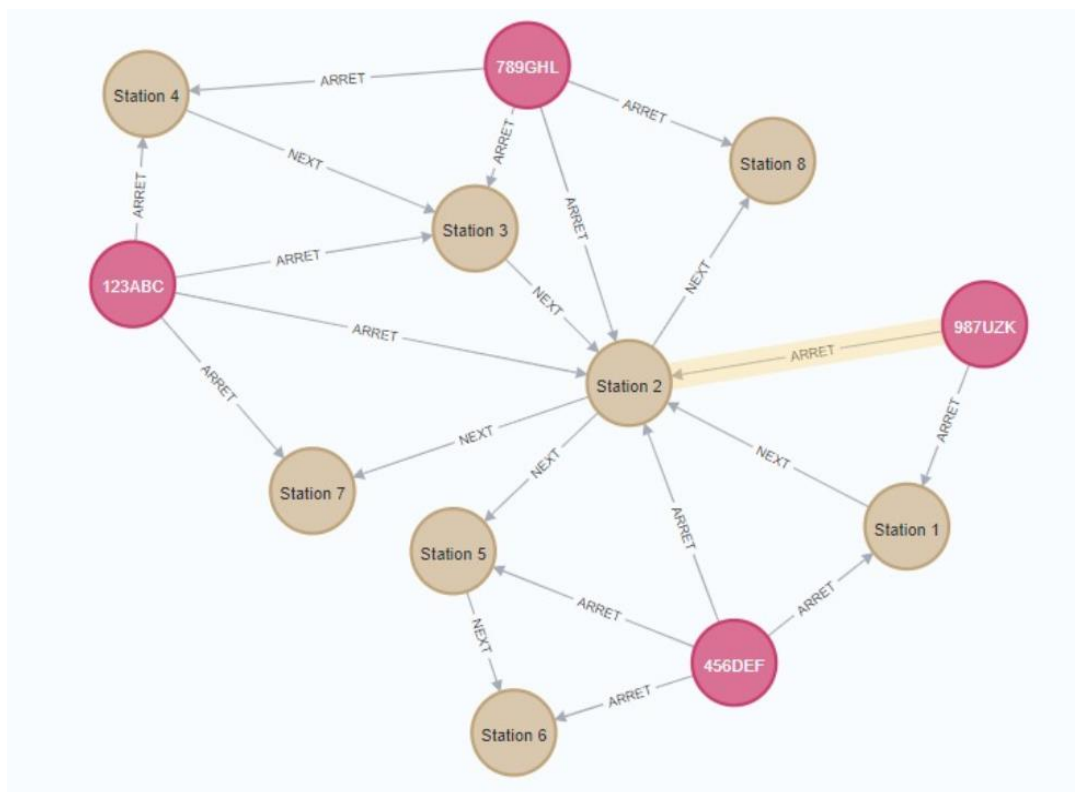 789GHL
ARRET
Station 4
ARRET
ARRET
Station 8
NEXT
ARRET
ARRET
Station 3
ARRET
ARRET
123ABC
NEXT
NEXT
987UZK
ARRET
ARRET
Station 2
ARRET
ARRET
NEXT
NEXT
NEXT
Station 7
Station 1
ARRET
Station 5
ARRET
ARRET
NEXT
456DEF
ARRET
Station 6